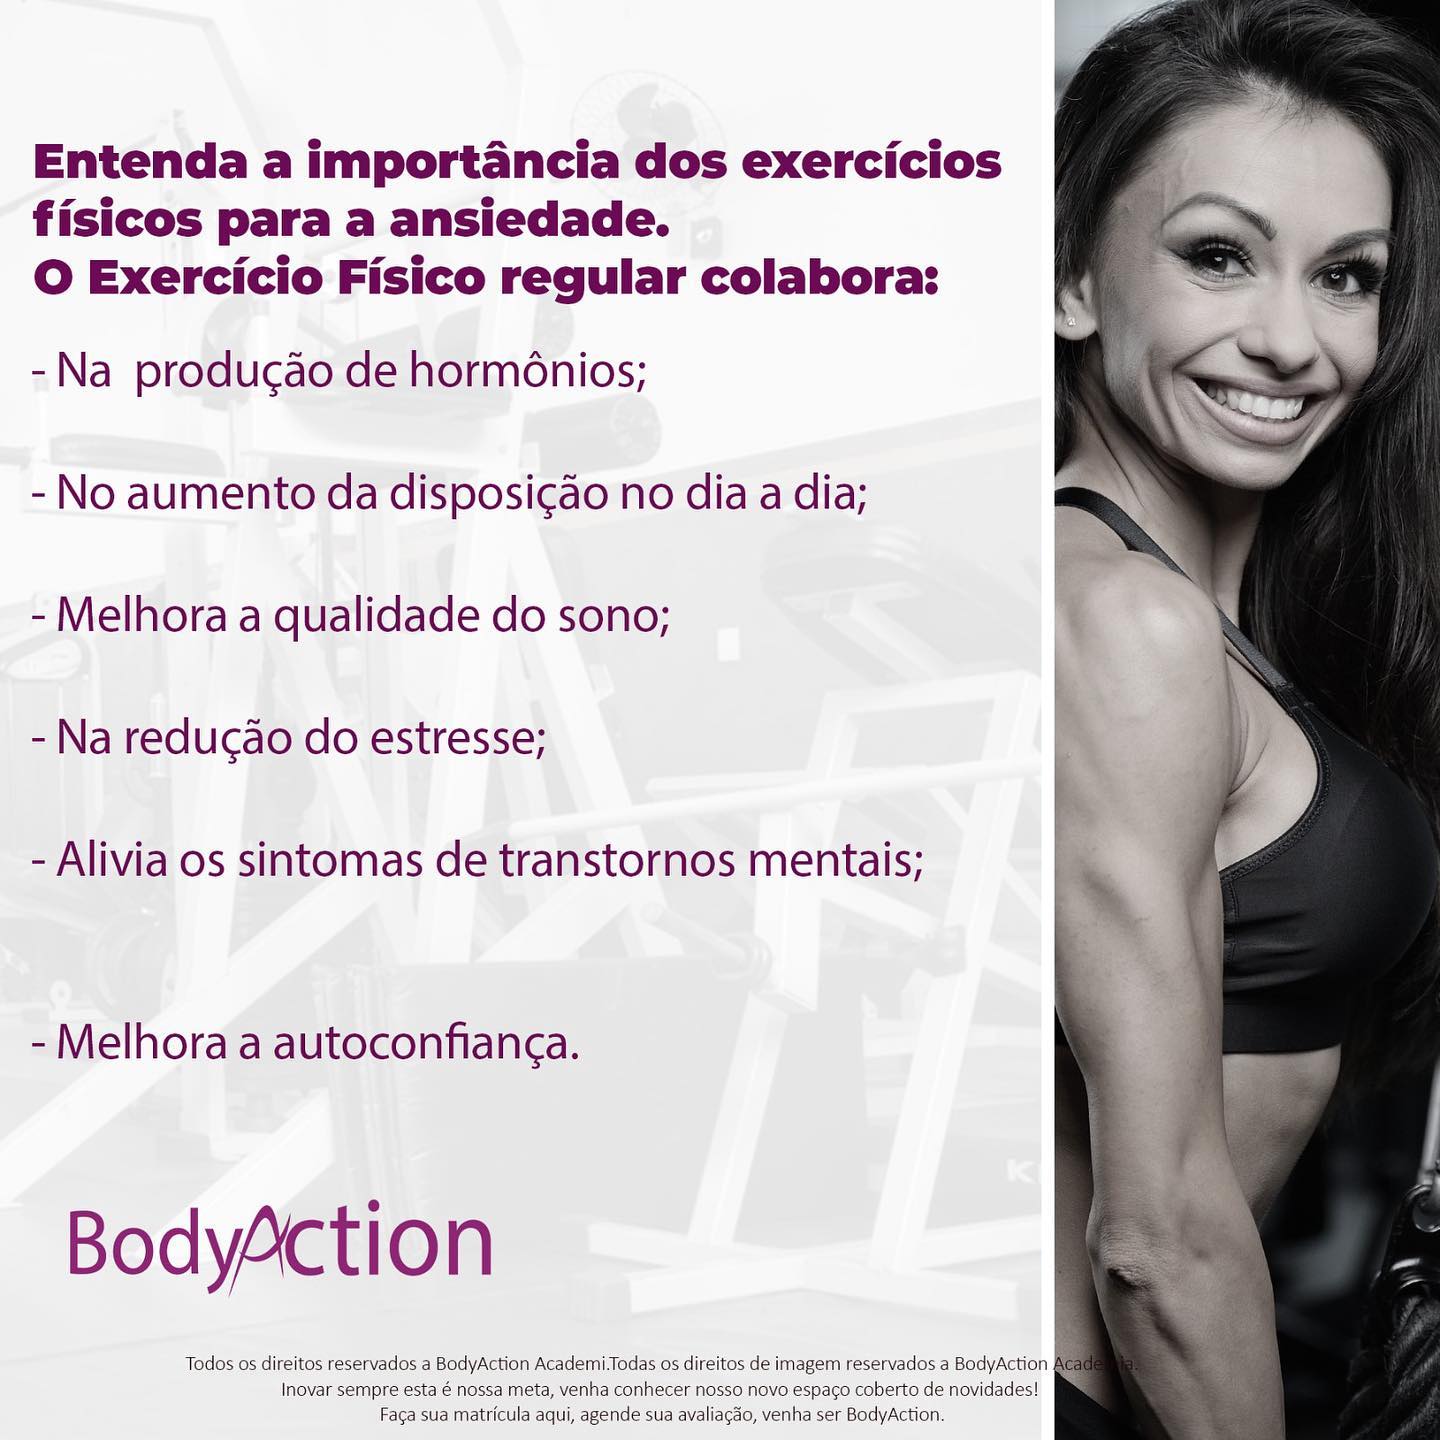 Entenda a importância dos exercícios
físicos para a ansiedade.
O Exercício Físico regular colabora:
- Na produção de hormônios;
- No aumento da disposição no dia a dia;
- Melhora a qualidade do sono;
- Na redução do estresse;
- Alivia os sintomas de transtornos mentais;
- Melhora a autoconfiança.
BodyAction
Todos os direitos reservados a BodyAction Academi.Todas os direitos de imagem reservados a BodyAction Academia.
Inovar sempre esta é nossa meta, venha conhecer nosso novo espaço coberto de novidades!
Faça sua matrícula aqui, agende sua avaliação, venha ser BodyAction.